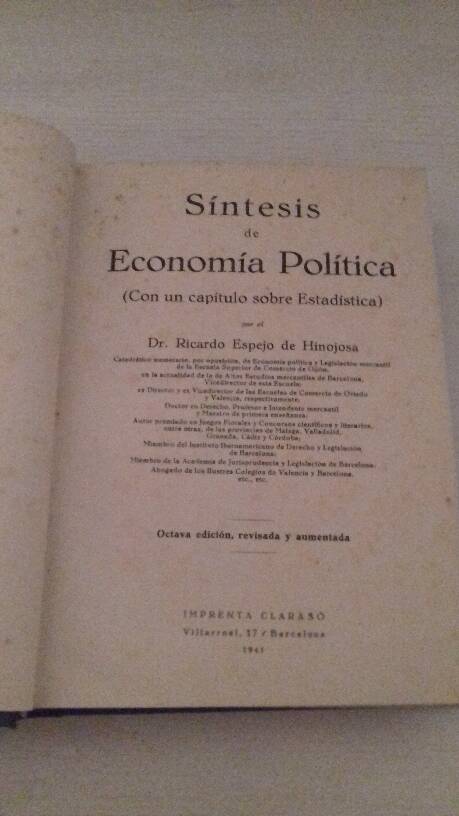 Síntesis
de
Economía Política
(Con un capítulo sobre Estadística)
por el
Dr. Ricardo Espejo de Hinojosa
Catedrático numerario, por oposición, de Economía política y Legislación mercantil
de la Escuela Superior de Comercio de Gijón,
en la actualidad de la de Altos Estudios mercantiles de Barcelona,
Vicedirector de esta Escuela;
ex Director y ex Vicedirector de las Escuelas de Comercio de Oviedo
y Valencia, respectivamente,
Doctor en Derecho, Profesor e Intendente mercantil
y Maestro de primera enseñanza;
Autor premiado en Juegos Florales y Concursos científicos y literarios,
entre otras, de las provincias de Málaga, Valladolid,
Granada, Cádiz y Córdoba;
Miembro del Instituto Iberoamericano de Derecho y Legislación
de Barcelona;
Miembro de la Academia de Jurisprudencia y Legislación de Barcelona.
Abogado de los Ilustres Colegios de Valencia y Barcelona.
etc., etc.
Octava edición, revisada y aumentada
IMPRENTA CLARASÓ
Villarroel, 17 / Barcelona